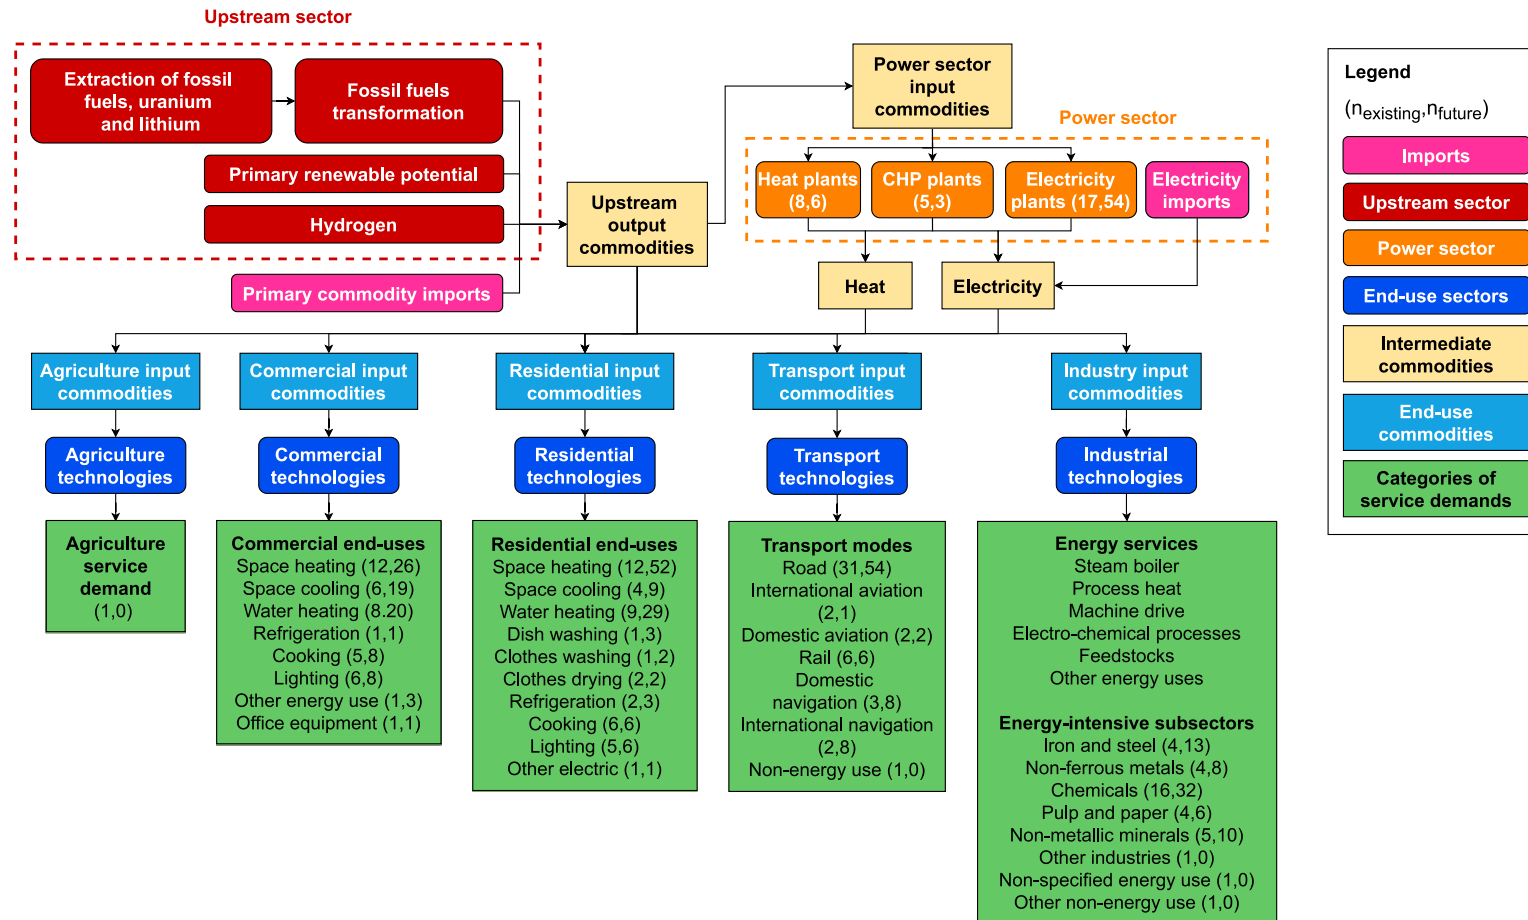 Upstream sector
Extraction of fossil
fuels, uranium
and lithium
Fossil fuels
transformation
Primary renewable potential
Hydrogen
Primary commodity imports
Upstream
output
commodities
Power sector
input
commodities
Power sector
Heat plants
(8,6)
CHP plants
(5,3)
Electricity
plants (17,54)
Electricity
imports
Heat
Electricity
Legend
(n_existing,n_future)
Imports
Upstream sector
Power sector
End-use sectors
Intermediate
commodities
End-use
commodities
Categories of
service demands
Agriculture input
commodities
Commercial input
commodities
Residential input
commodities
Transport input
commodities
Industry input
commodities
Agriculture
technologies
Commercial
technologies
Residential
technologies
Transport
technologies
Industrial
technologies
Agriculture
service
demand
(1,0)
Commercial end-uses
Space heating (12,26)
Space cooling (6,19)
Water heating (8.20)
Refrigeration (1,1)
Cooking (5,8)
Lighting (6,8)
Other energy use (1,3)
Office equipment (1,1)
Residential end-uses
Space heating (12,52)
Space cooling (4,9)
Water heating (9,29)
Dish washing (1,3)
Clothes washing (1,2)
Clothes drying (2,2)
Refrigeration (2,3)
Cooking (6,6)
Lighting (5,6)
Other electric (1,1)
Transport modes
Road (31,54)
International aviation
(2,1)
Domestic aviation (2,2)
Rail (6,6)
Domestic
navigation (3,8)
International navigation
(2,8)
Non-energy use (1,0)
Energy services
Steam boiler
Process heat
Machine drive
Electro-chemical processes
Feedstocks
Other energy uses
Energy-intensive subsectors
Iron and steel (4,13)
Non-ferrous metals (4,8)
Chemicals (16,32)
Pulp and paper (4,6)
Non-metallic minerals (5,10)
Other industries (1,0)
Non-specified energy use (1,0)
Other non-energy use (1,0)